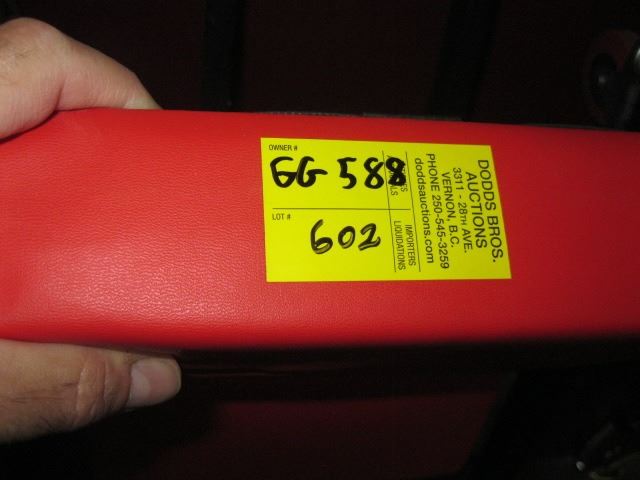 OWNER #
GG 588
LOT #
602
DODDS BROS.
AUCTIONS
3311 - 28TH AVE.
VERNON, B.C.
PHONE 250-545-3259
doddsauctions.com
IMPORTERS
LIQUIDATIONS